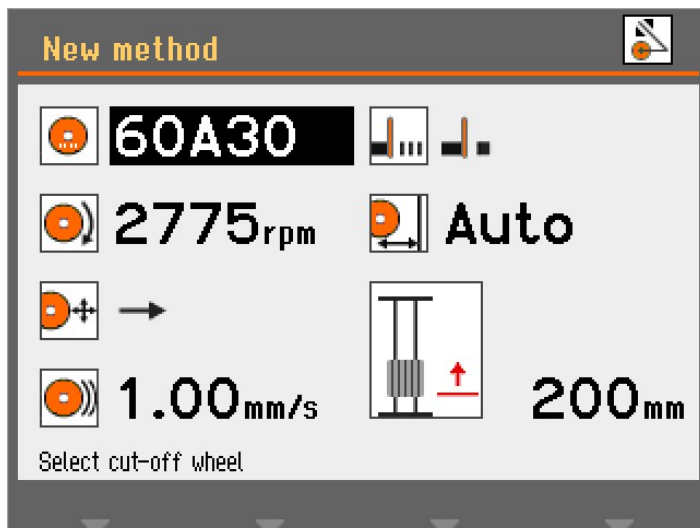 New method
60A30
2775rpm
Auto
1.00mm/s
200mm
Select cut-off wheel